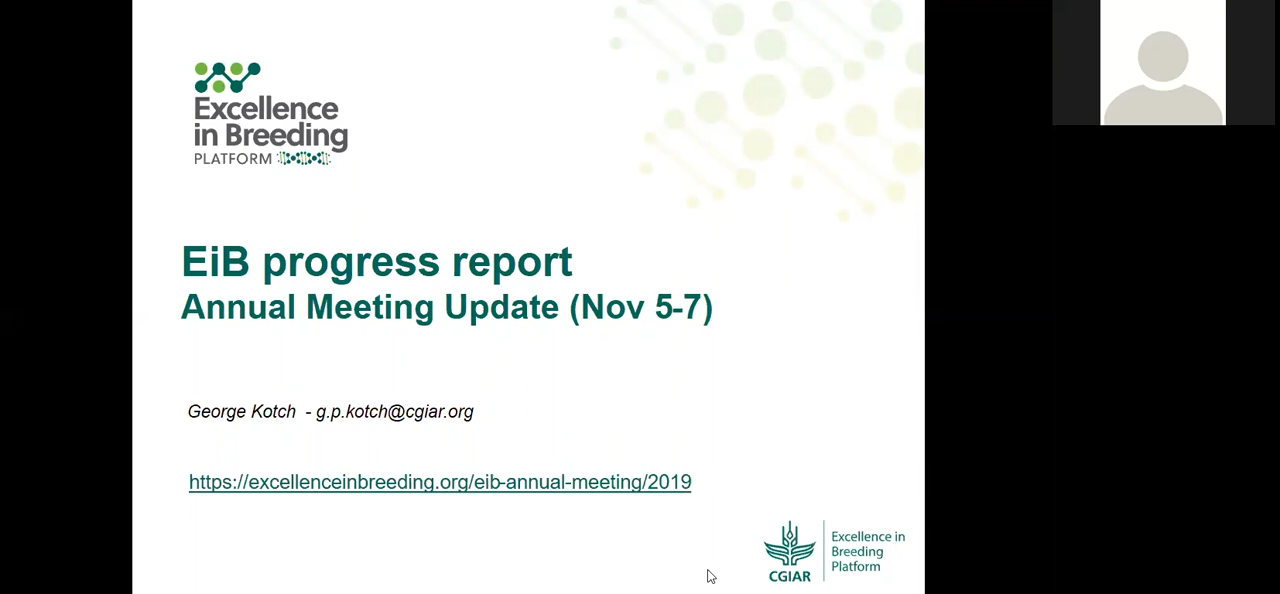 Excellence
in Breeding
PLATFORM
EiB progress report
Annual Meeting Update (Nov 5-7)
George Kotch - g.p.kotch@cgiar.org
https://excellenceinbreeding.org/eib-annual-meeting/2019
CGIAR
Excellence in
Breeding
Platform